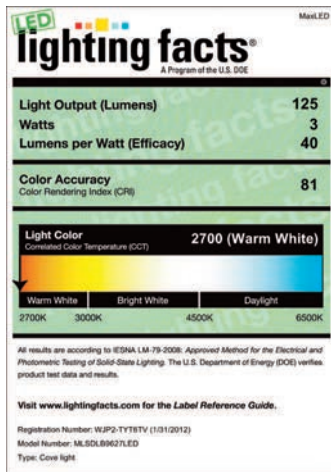 MaxLED
LED
lighting facts®
A Program of the U.S. DOE
Light Output (Lumens) 125
Watts 3
Lumens per Watt (Efficacy) 40
Color Accuracy 81
Color Rendering Index (CRI)
Light Color
Correlated Color Temperature (CCT)
2700 (Warm White)
Warm White Bright White Daylight
2700K 3000K 4500K 6500K
All results are according to IESNA LM-79-2008: Approved Method for the Electrical and
Photometric Testing of Solid-State Lighting. The U.S. Department of Energy (DOE) verifies
product test data and results.
Visit www.lightingfacts.com for the Label Reference Guide.
Registration Number: WJP2-TYT6TV (1/31/2012)
Model Number: MLSDLB9627LED
Type: Cove light